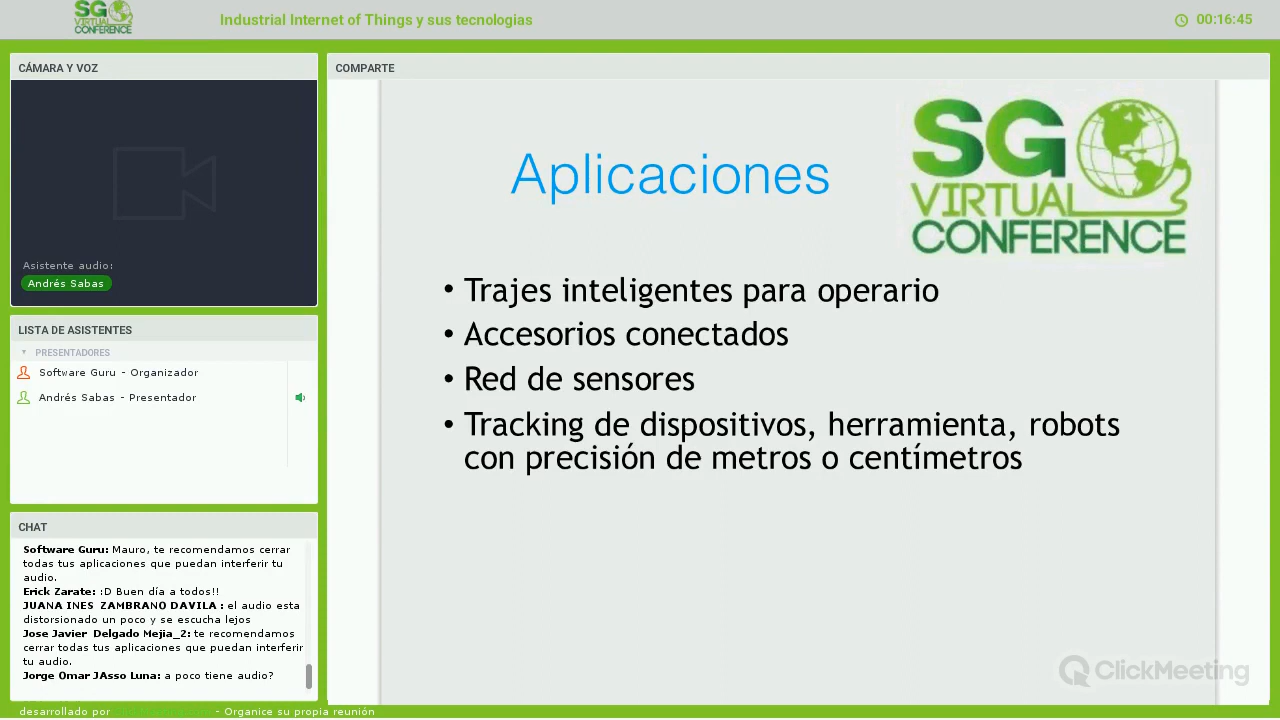 SG
VIRTUAL
CONFERENCE
Industrial Internet of Things y sus tecnologias
00:16:45
CÁMARA Y VOZ
Asistente audio:
Andrés Sabas
LISTA DE ASISTENTES
PRESENTADORES
Software Guru - Organizador
Andrés Sabas - Presentador
CHAT
Software Guru: Mauro, te recomendamos cerrar
todas tus aplicaciones que puedan interferir tu
audio.
Erick Zarate: :D Buen día a todos!!
JUANA INES ZAMBRANO DAVILA : el audio esta
distorsionado un poco y se escucha lejos
Jose Javier Delgado Mejia_2: te recomendamos
cerrar todas tus aplicaciones que puedan interferir
tu audio.
Jorge Omar JAsso Luna: a poco tiene audio?
desarrollado por - Organice su propia reunión
COMPARTE
SG
VIRTUAL
CONFERENCE
Aplicaciones
• Trajes inteligentes para operario
• Accesorios conectados
• Red de sensores
• Tracking de dispositivos, herramienta, robots
con precisión de metros o centímetros
ClickMeeting